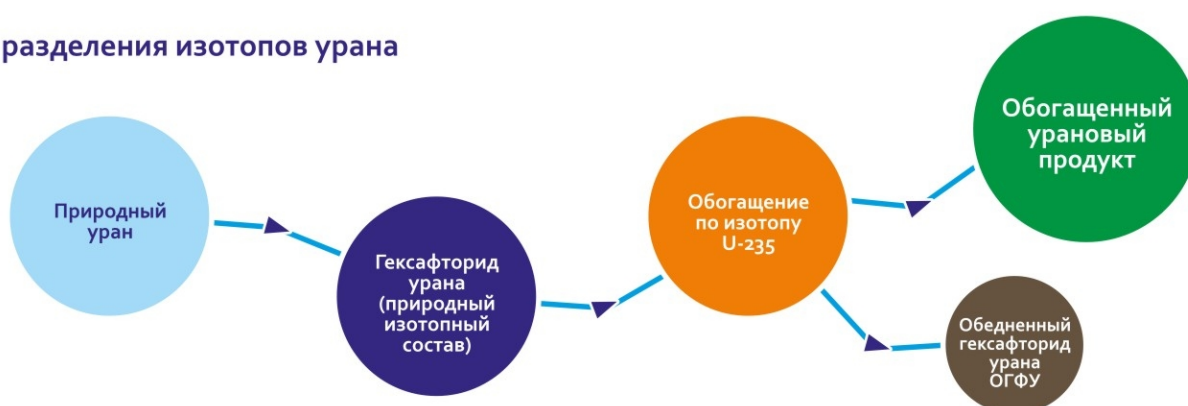 разделения изотопов урана
Природный
уран
Гексафторид
урана
(природный
изотопный
состав)
Обогащение
по изотопу
U-235
Обогащенный
урановый
продукт
Обедненный
гексафторид
урана
ОГФУ